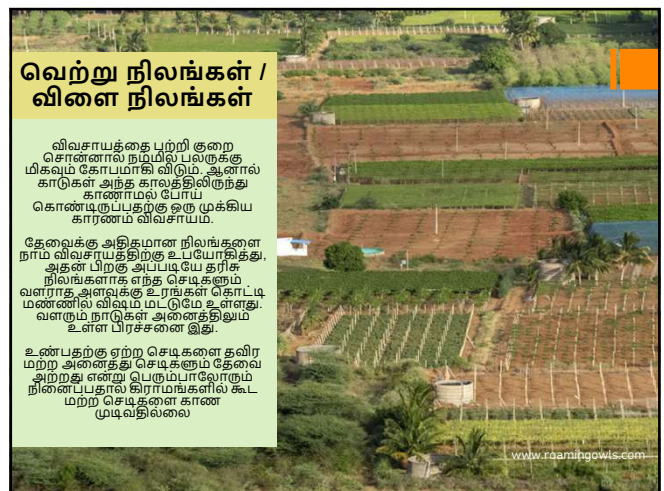 வெற்று நிலங்கள் /
விளை நிலங்கள்
விவசாயத்தை பற்றி குறை
சொன்னால் நம்மில் பலருக்கு
மிகவும் கோபமாகி விடும். ஆனால்
காடுகள் அந்த காலத்திலிருந்து
காணாமல் போய்
கொண்டிருப்பதற்கு ஒரு முக்கிய
காரணம் விவசாயம்.
தேவைக்கு அதிகமான நிலங்களை
நாம் விவசாயத்திற்கு உபயோகித்து,
அதன் பிறகு அப்படியே தரிசு
நிலங்களாக எந்த செடிகளும்
வளராத அளவுக்கு உரங்கள் கொட்டி
மண்ணில் விஷம் மட்டுமே உள்ளது.
வளரும் நாடுகள் அனைத்திலும்
உள்ள பிரச்சனை இது.
உண்பதற்கு ஏற்ற செடிகளை தவிர
மற்ற அனைத்து செடிகளும் தேவை
அற்றது என்று பெரும்பாலோரும்
நினைப்பதால் கிராமங்களில் கூட
மற்ற செடிகளை காண
முடிவதில்லை
www.roamingowls.com